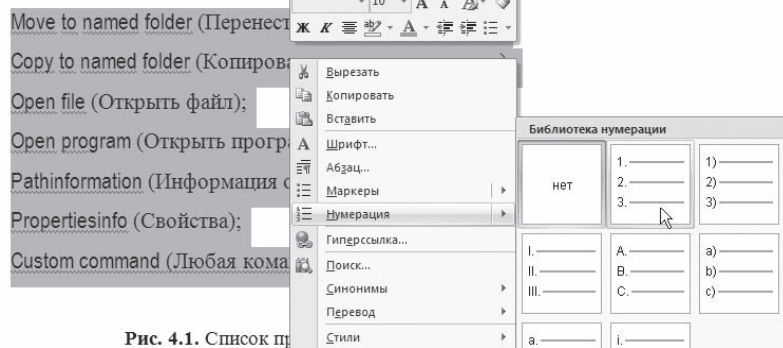 Move to named folder (Перенест
Copy to named folder (Копирова
Open file (Открыть файл);
Open program (Открыть програ
Pathinformation (Информация о
Propertiesinfo (Свойства);
Custom command (Любая кома
Рис. 4.1. Список пр
10
A A
Ж К ab A
Вырезать
Копировать
Вставить
Шрифт...
Абзац...
Маркеры
Нумерация
Гиперссылка...
Поиск...
Синонимы
Перевод
Стили
Библиотека нумерации
нет
1.
2.
3.
1)
2)
3)
I.
II.
III.
A.
B.
C.
a)
b)
c)
a.
i.